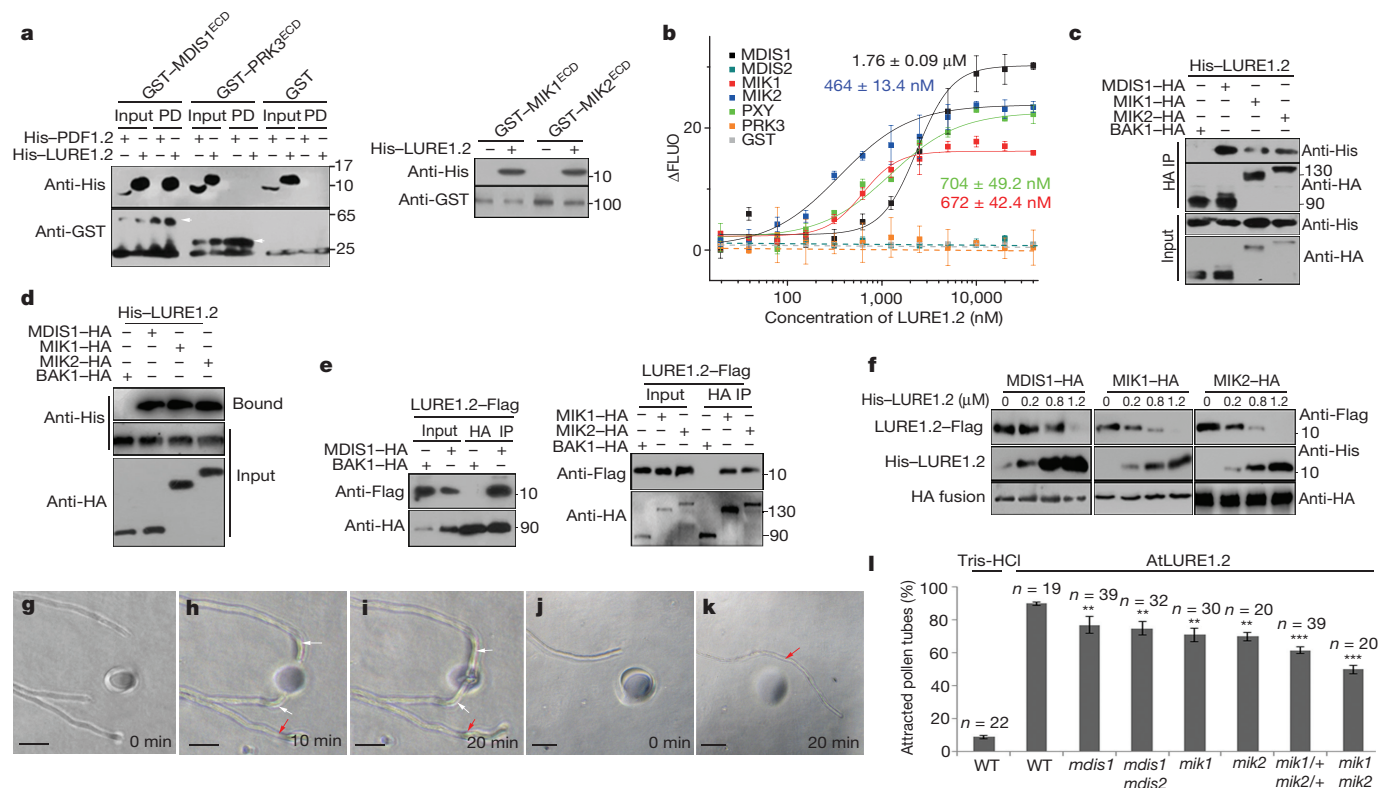 a
GST–MDIS1ECD
GST–PRK3ECD
GST
Input PD Input PD Input PD
His–PDF1.2 + – + – + – + – + – + –
His–LURE1.2 – + – + – + – + – + – +
Anti-His
17
10
Anti-GST
65
25
GST–MIK1ECD
GST–MIK2ECD
His–LURE1.2 – + – +
Anti-His
10
Anti-GST
100
b
MDIS1
MDIS2
MIK1
MIK2
PXY
PRK3
GST
1.76 ± 0.09 μM
464 ± 13.4 nM
704 ± 49.2 nM
672 ± 42.4 nM
ΔFLUO
20
0
100 1,000 10,000
Concentration of LURE1.2 (nM)
c
His–LURE1.2
MDIS1–HA – + – –
MIK1–HA – – + –
MIK2–HA – – – +
BAK1–HA + – – –
HA IP
Anti-His
130
Anti-HA
90
Input
Anti-His
Anti-HA
d
His–LURE1.2
MDIS1–HA – + – –
MIK1–HA – – + –
MIK2–HA – – – +
BAK1–HA + – – –
Anti-His
Bound
Anti-HA
Input
e
LURE1.2–Flag
Input HA IP
MDIS1–HA – + – +
BAK1–HA + – + –
Anti-Flag
10
Anti-HA
90
LURE1.2–Flag
Input HA IP
MIK1–HA – + – – + –
MIK2–HA – – + – – +
BAK1–HA + – – + – –
Anti-Flag
10
Anti-HA
130
90
f
MDIS1–HA MIK1–HA MIK2–HA
His–LURE1.2 (μM) 0 0.2 0.8 1.2 0 0.2 0.8 1.2 0 0.2 0.8 1.2
LURE1.2–Flag
Anti-Flag
10
His–LURE1.2
Anti-His
10
HA fusion
Anti-HA
g
0 min
h
10 min
i
20 min
j
0 min
k
20 min
l
Tris-HCl AtLURE1.2
Attracted pollen tubes (%)
100
80
60
40
20
0
n = 22
n = 19
n = 39
**
n = 32
**
n = 30
**
n = 20
**
n = 39
***
n = 20
***
WT WT mdis1 mdis1 mik1 mik2 mik1/+ mik1
mdis2 mik2/+ mik2